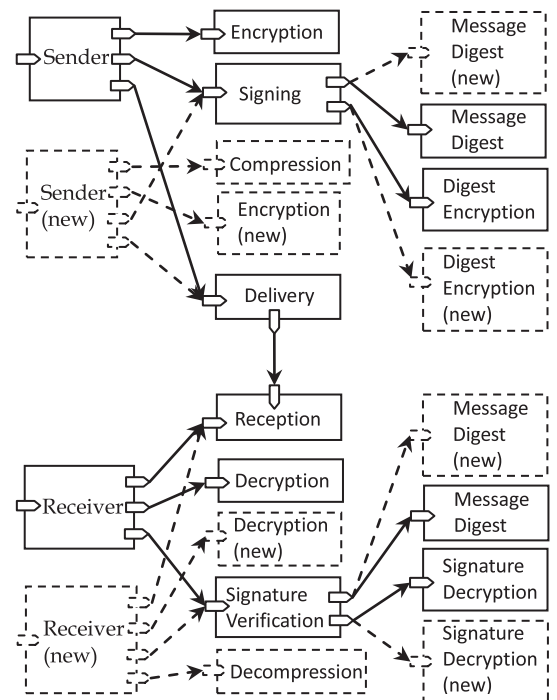 Sender
Encryption
Signing
Message
Digest
(new)
Message
Digest
Sender
(new)
Compression
Encryption
(new)
Digest
Encryption
Digest
Encryption
(new)
Delivery
Reception
Receiver
Decryption
Decryption
(new)
Message
Digest
(new)
Message
Digest
Receiver
(new)
Signature
Verification
Signature
Decryption
Decompression
Signature
Decryption
(new)